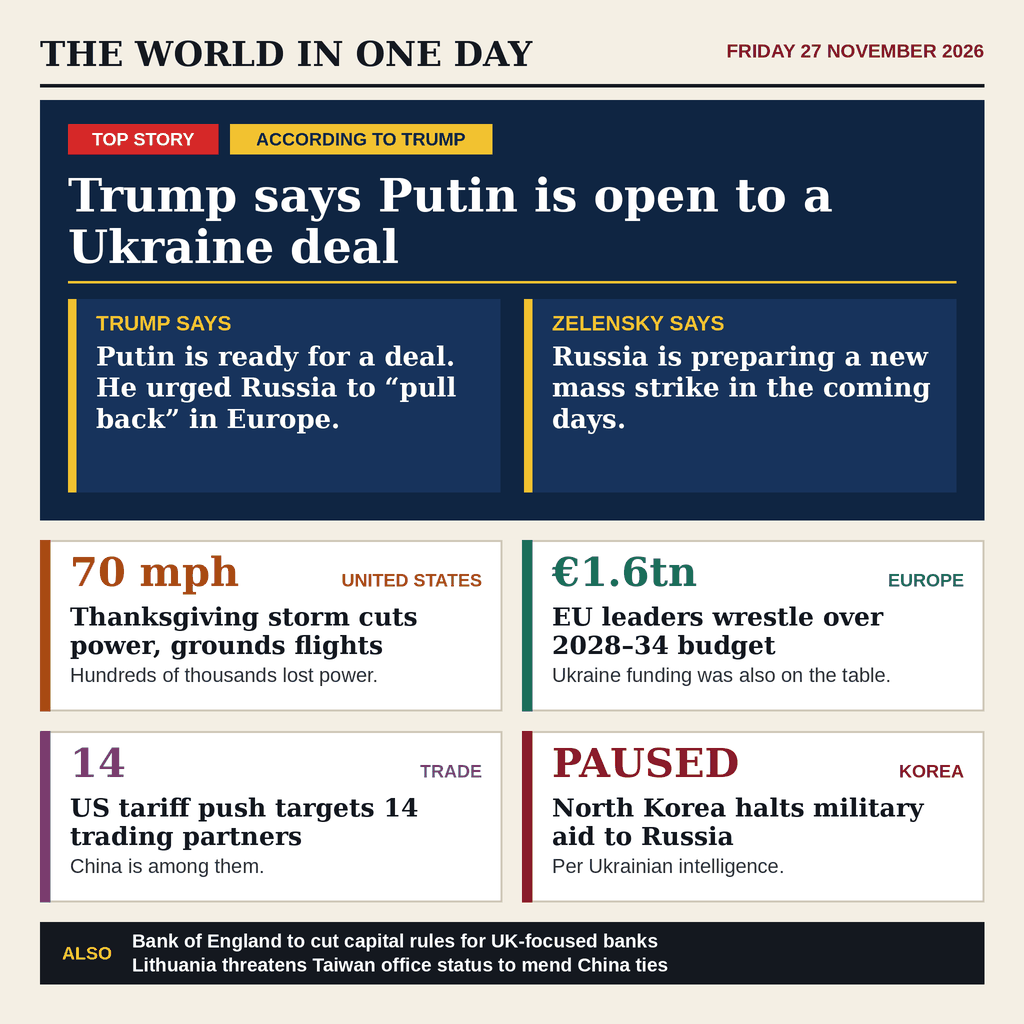 THE WORLD IN ONE DAY
FRIDAY 27 NOVEMBER 2026
TOP STORY
ACCORDING TO TRUMP
Trump says Putin is open to a
Ukraine deal
TRUMP SAYS
Putin is ready for a deal.
He urged Russia to “pull
back” in Europe.
ZELENSKY SAYS
Russia is preparing a new
mass strike in the coming
days.
70 mph
UNITED STATES
Thanksgiving storm cuts
power, grounds flights
Hundreds of thousands lost power.
€1.6tn
EUROPE
EU leaders wrestle over
2028–34 budget
Ukraine funding was also on the table.
14
TRADE
US tariff push targets 14
trading partners
China is among them.
PAUSED
KOREA
North Korea halts military
aid to Russia
Per Ukrainian intelligence.
ALSO
Bank of England to cut capital rules for UK-focused banks
Lithuania threatens Taiwan office status to mend China ties